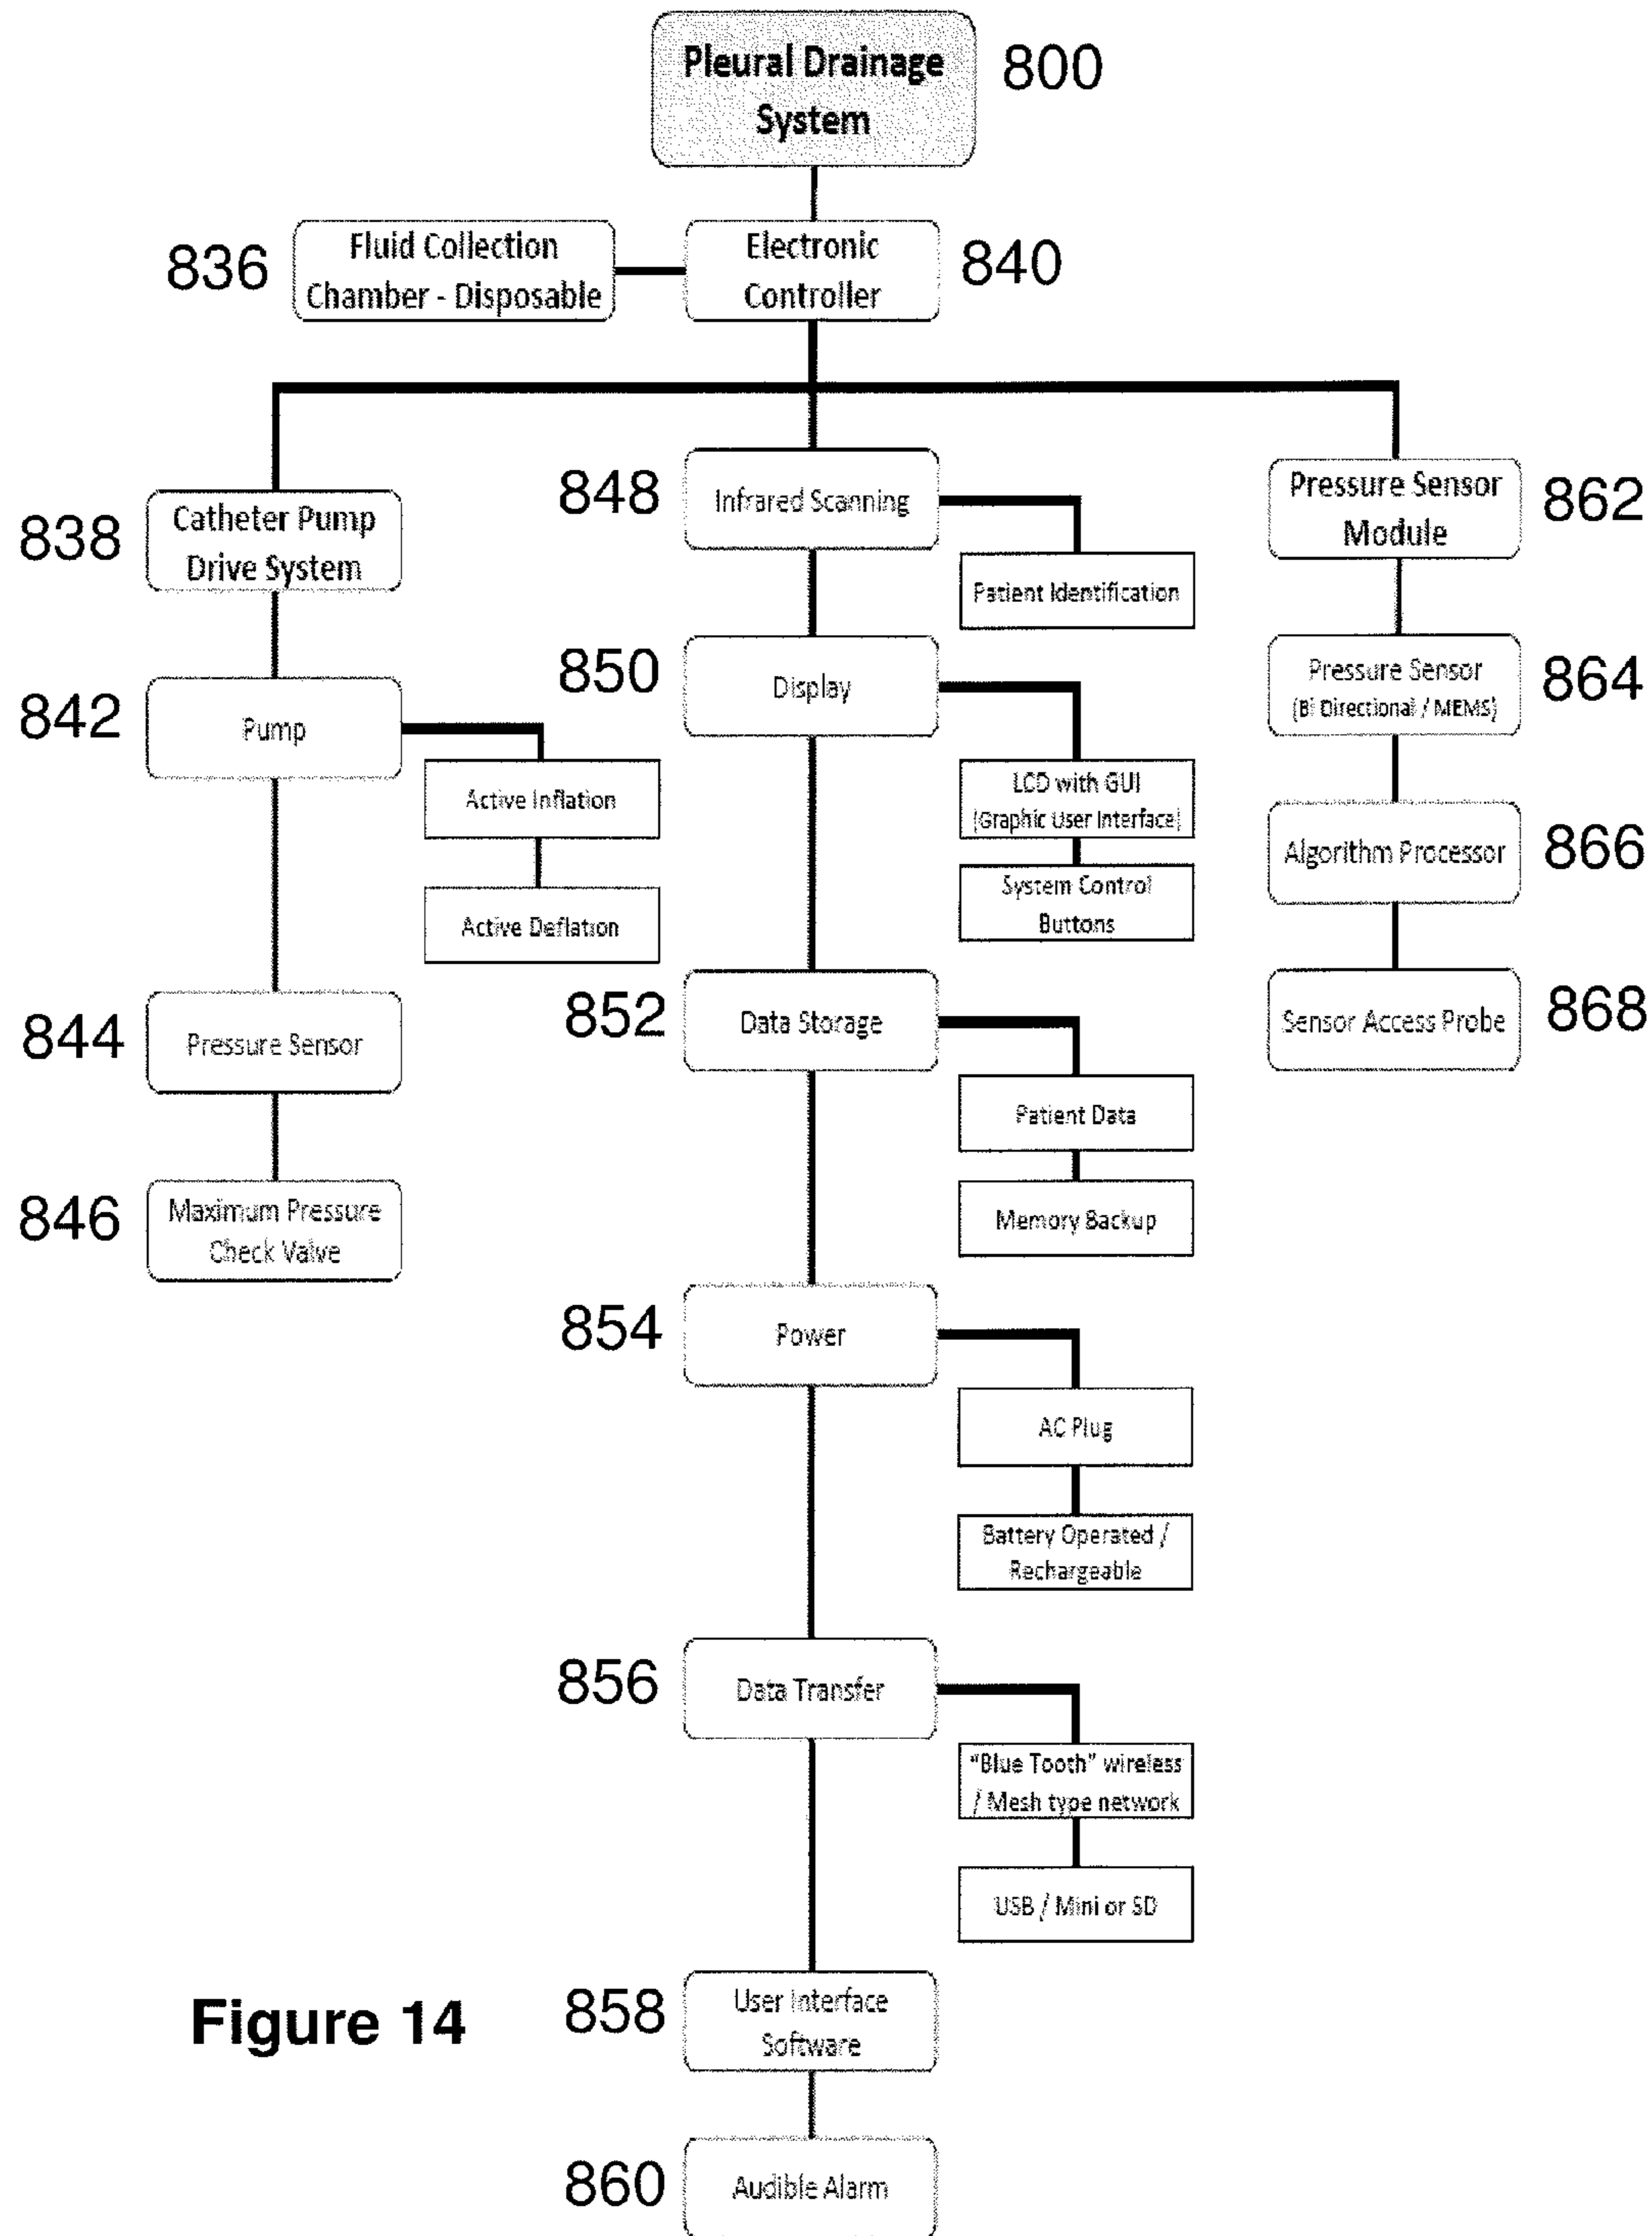 Pleural Drainage
System
800
836
Fluid Collection
Chamber - Disposable
Electronic
Controller
840
838
Catheter Pump
Drive System
842
Pump
Active Inflation
Active Deflation
844
Pressure Sensor
846
Maximum Pressure
Check Valve
848
Infrared Scanning
Patient Identification
850
Display
LCD with GUI
(Graphic User Interface)
System Control
Buttons
852
Data Storage
Patient Data
Memory Backup
854
Power
AC Plug
Battery Operated /
Rechargeable
856
Data Transfer
"Blue Tooth" wireless
/ Mesh type network
USB / Mini or SD
858
User Interface
Software
860
Audible Alarm
Pressure Sensor
Module
862
Pressure Sensor
(Bi Directional / MEMS)
864
Algorithm Processor
866
Sensor Access Probe
868
Figure 14